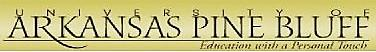 UNIVERSITY OF
ARKANSAS PINE BLUFF
Education with a Personal Touch